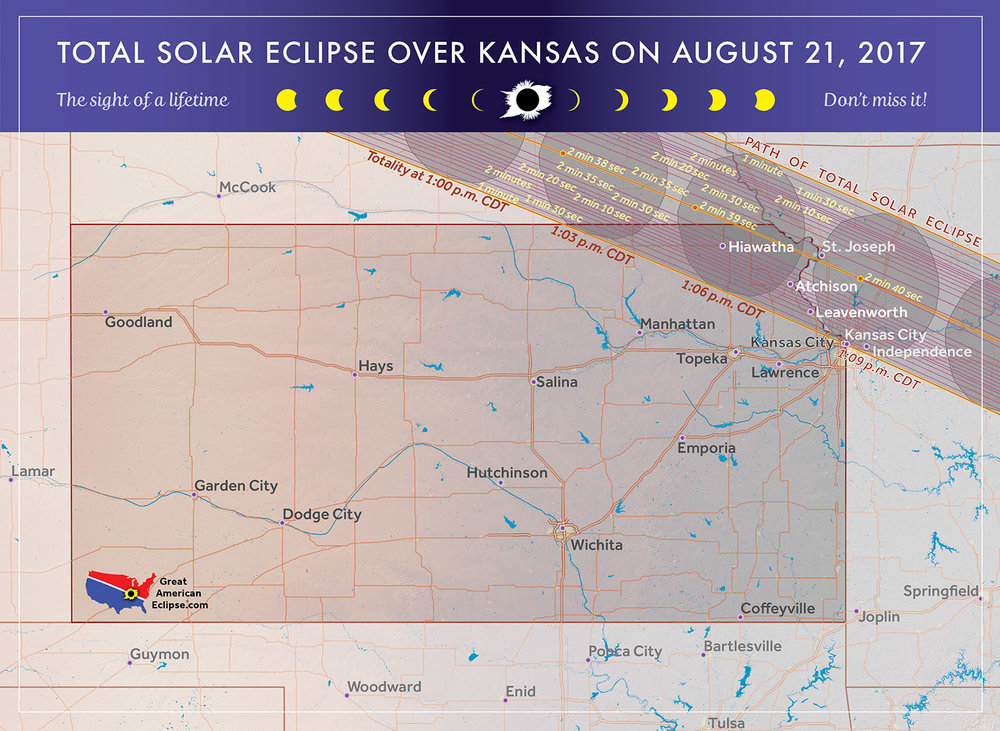 TOTAL SOLAR ECLIPSE OVER KANSAS ON AUGUST 21, 2017
The sight of a lifetime
Don't miss it!
PATH OF TOTAL SOLAR ECLIPSE
2 min 38 sec
2 minutes
1 minute
1 min 30 sec
2 min 20 sec
2 min 35 sec
2 min 35 sec
2 min 30 sec
2 min 10 sec
2 minutes
2 min 20 sec
2 min 30 sec
2 min 39 sec
1 minute
1 min 30 sec
2 min 10 sec
2 min 40 sec
Totality at 1:00 p.m. CDT
1:03 p.m. CDT
1:06 p.m. CDT
1:09 p.m. CDT
McCook
Hiawatha
St. Joseph
Atchison
Leavenworth
Goodland
Manhattan
Kansas City
Kansas City
Independence
Topeka
Lawrence
Hays
Salina
Emporia
Lamar
Hutchinson
Garden City
Dodge City
Wichita
Great
American
Eclipse.com
Coffeyville
Springfield
Joplin
Guymon
Ponca City
Bartlesville
Woodward
Enid
Tulsa